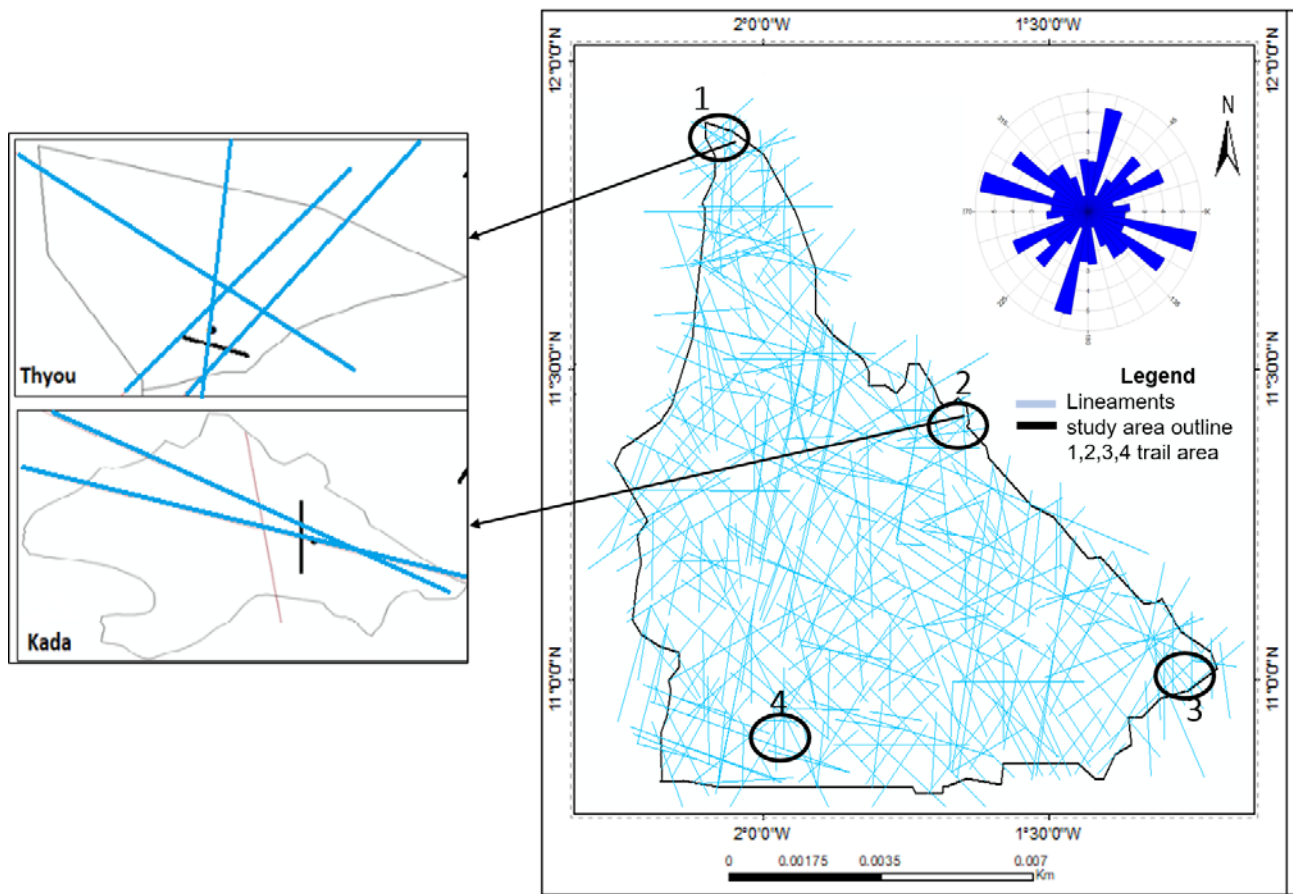 2°0'0"W
1°30'0"W
12°0'0"N
12°0'0"N
1
N
Thyou
11°30'0"N
11°30'0"N
2
Legend
Lineaments
study area outline
1,2,3,4 trail area
Kada
11°0'0"N
11°0'0"N
3
4
2°0'0"W
1°30'0"W
0
0.00175
0.0035
0.007
Km